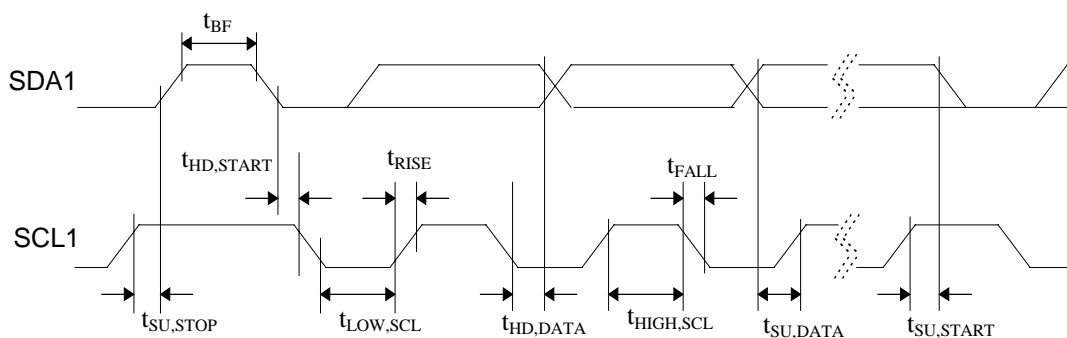 t_BF
SDA1
t_HD,START
t_RISE
t_FALL
SCL1
t_SU,STOP
t_LOW,SCL
t_HD,DATA
t_HIGH,SCL
t_SU,DATA
t_SU,START